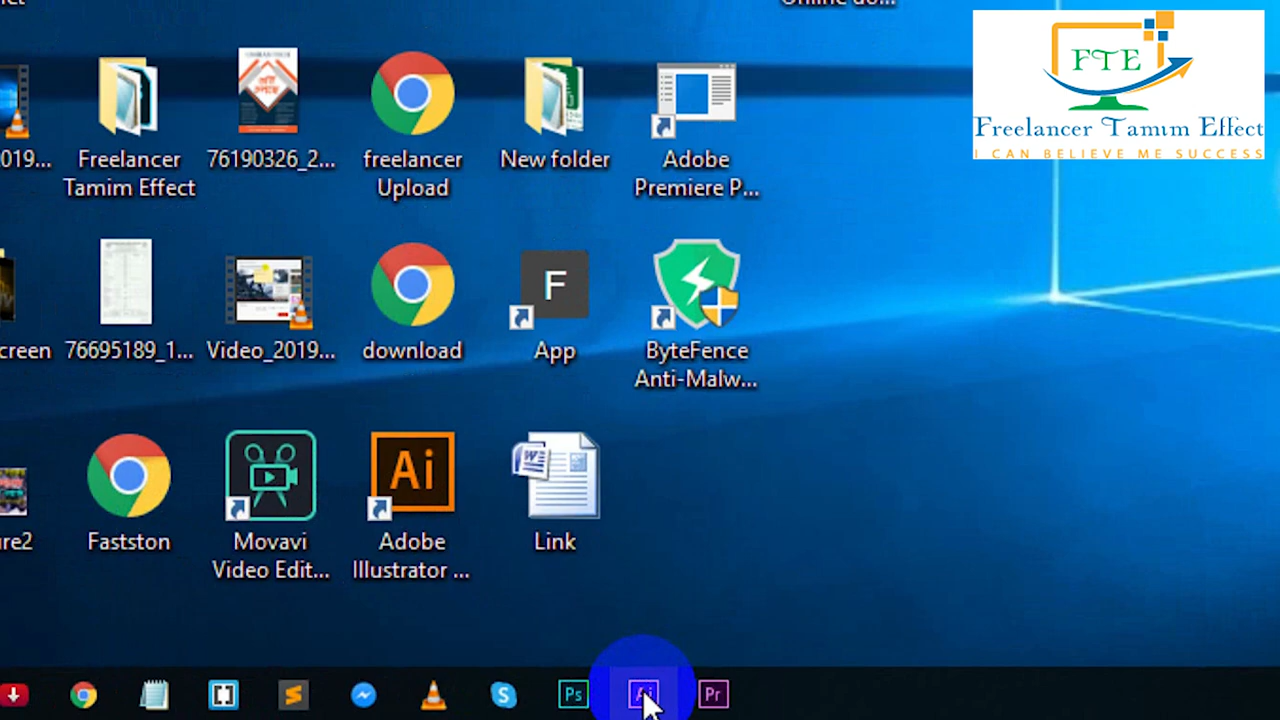 FTE
Freelancer Tamim Effect
I CAN BELIEVE ME SUCCESS
019...
Freelancer
Tamim Effect
76190326_2...
freelancer
Upload
New folder
Adobe
Premiere P...
creen
76695189_1...
Video_2019...
download
F
App
ByteFence
Anti-Malw...
ure2
Fastston
Movavi
Video Edit...
Ai
Adobe
Illustrator ...
W
Link
Ps
Ai
Pr